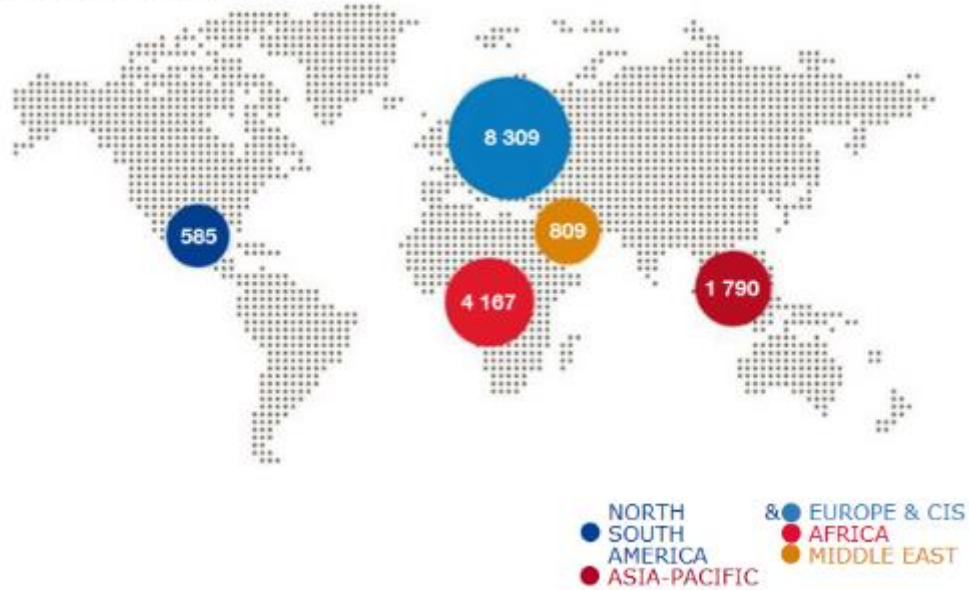 8 309
585
809
4 167
1 790
NORTH &
SOUTH
AMERICA
ASIA-PACIFIC
EUROPE & CIS
AFRICA
MIDDLE EAST